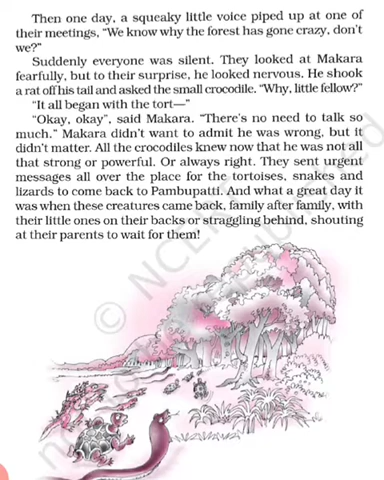 Then one day, a squeaky little voice piped up at one of
their meetings, “We know why the forest has gone crazy, don't
we?”
Suddenly everyone was silent. They looked at Makara
fearfully, but to their surprise, he looked nervous. He shook
a rat off his tail and asked the small crocodile. “Why, little fellow?”
“It all began with the tort—”
“Okay, okay”, said Makara. “There's no need to talk so
much.” Makara didn't want to admit he was wrong, but it
didn't matter. All the crocodiles knew now that he was not all
that strong or powerful. Or always right. They sent urgent
messages all over the place for the tortoises, snakes and
lizards to come back to Pambupatti. And what a great day it
was when these creatures came back, family after family, with
their little ones on their backs or straggling behind, shouting
at their parents to wait for them!
© NCERT